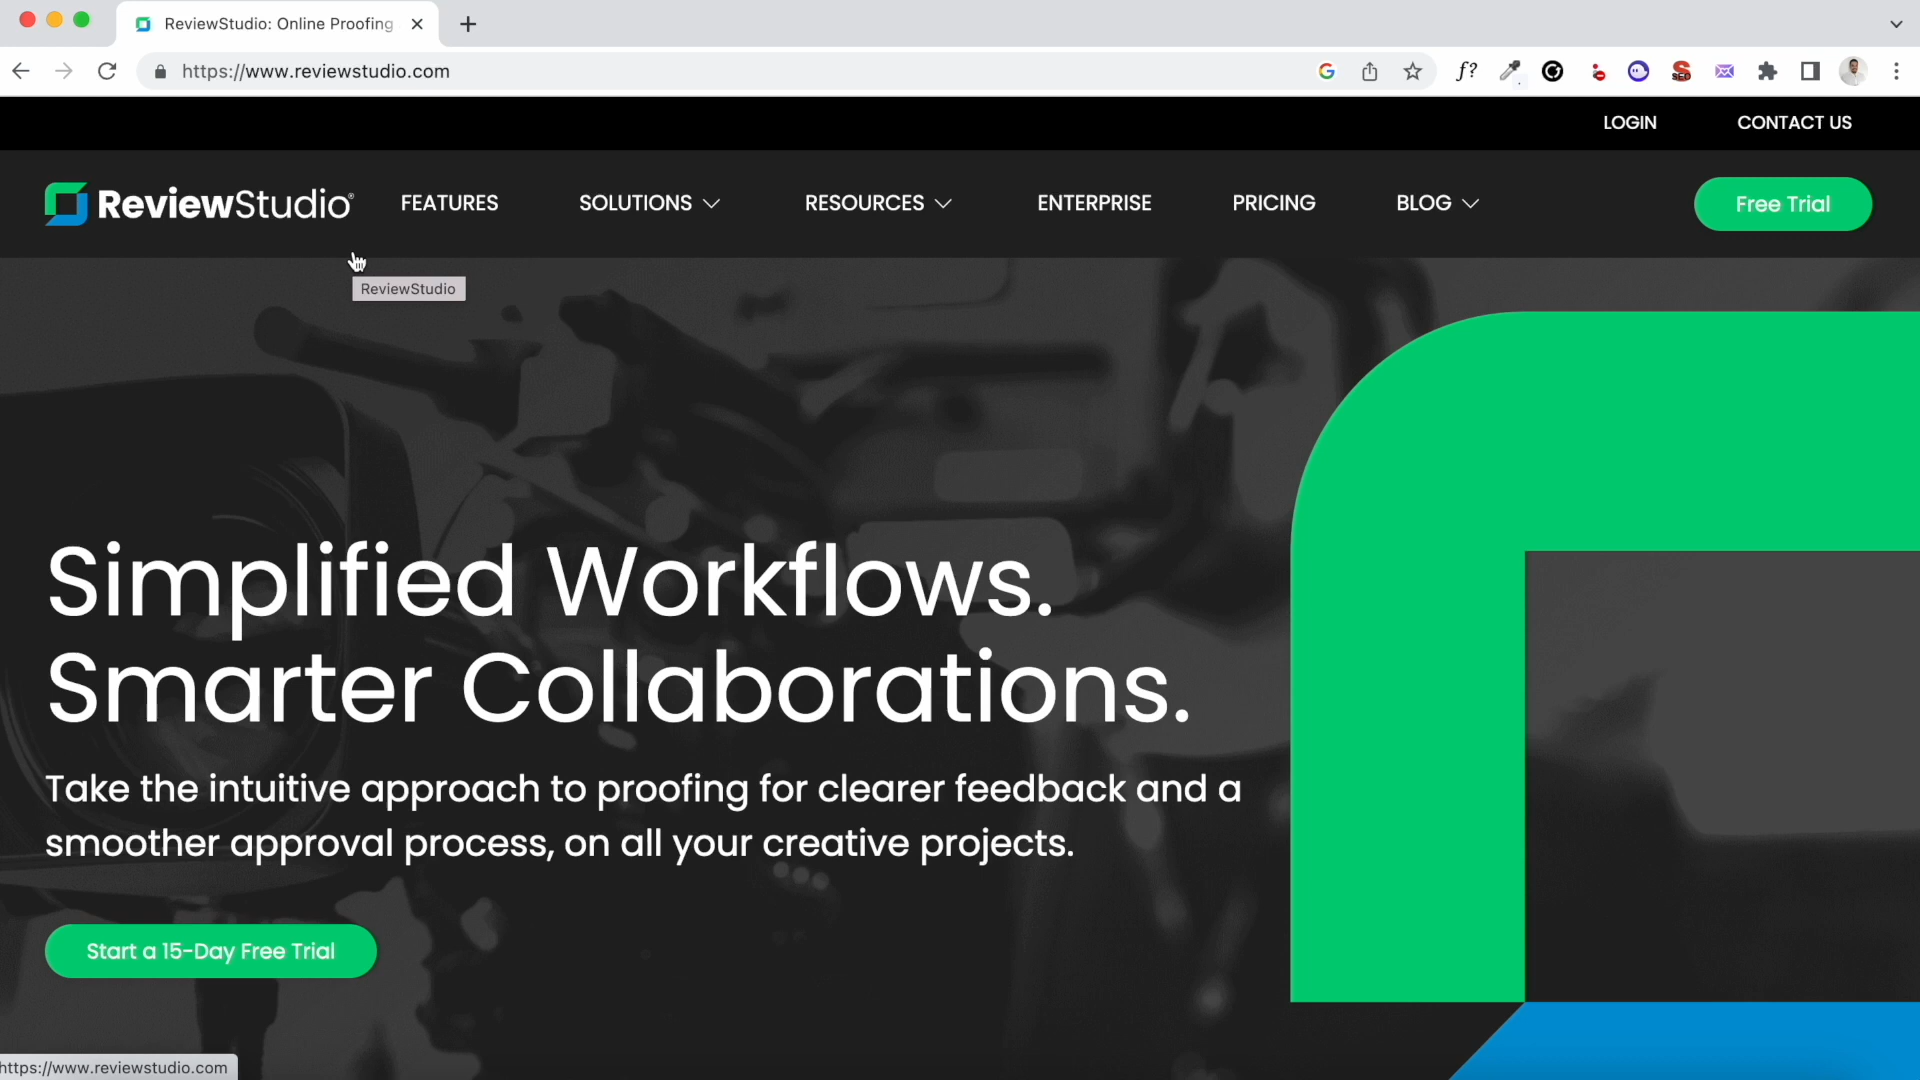 ReviewStudio: Online Proofing
https://www.reviewstudio.com
f?
SEO
LOGIN
CONTACT US
ReviewStudio®
FEATURES
SOLUTIONS
RESOURCES
ENTERPRISE
PRICING
BLOG
Free Trial
ReviewStudio
Simplified Workflows.
Smarter Collaborations.
Take the intuitive approach to proofing for clearer feedback and a
smoother approval process, on all your creative projects.
Start a 15-Day Free Trial
https://www.reviewstudio.com